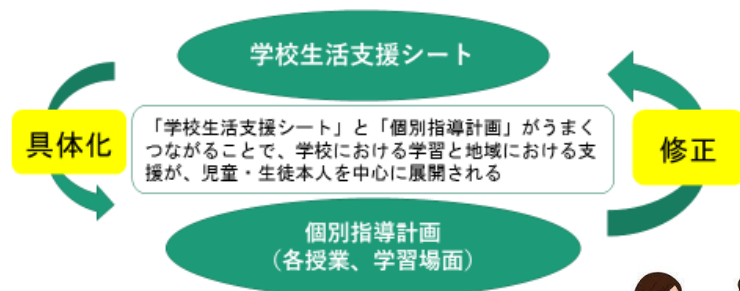 学校生活支援シート
具体化
「学校生活支援シート」と「個別指導計画」がうまく
つながることで、学校における学習と地域における支
援が、児童・生徒本人を中心に展開される
修正
個別指導計画
（各授業、学習場面）